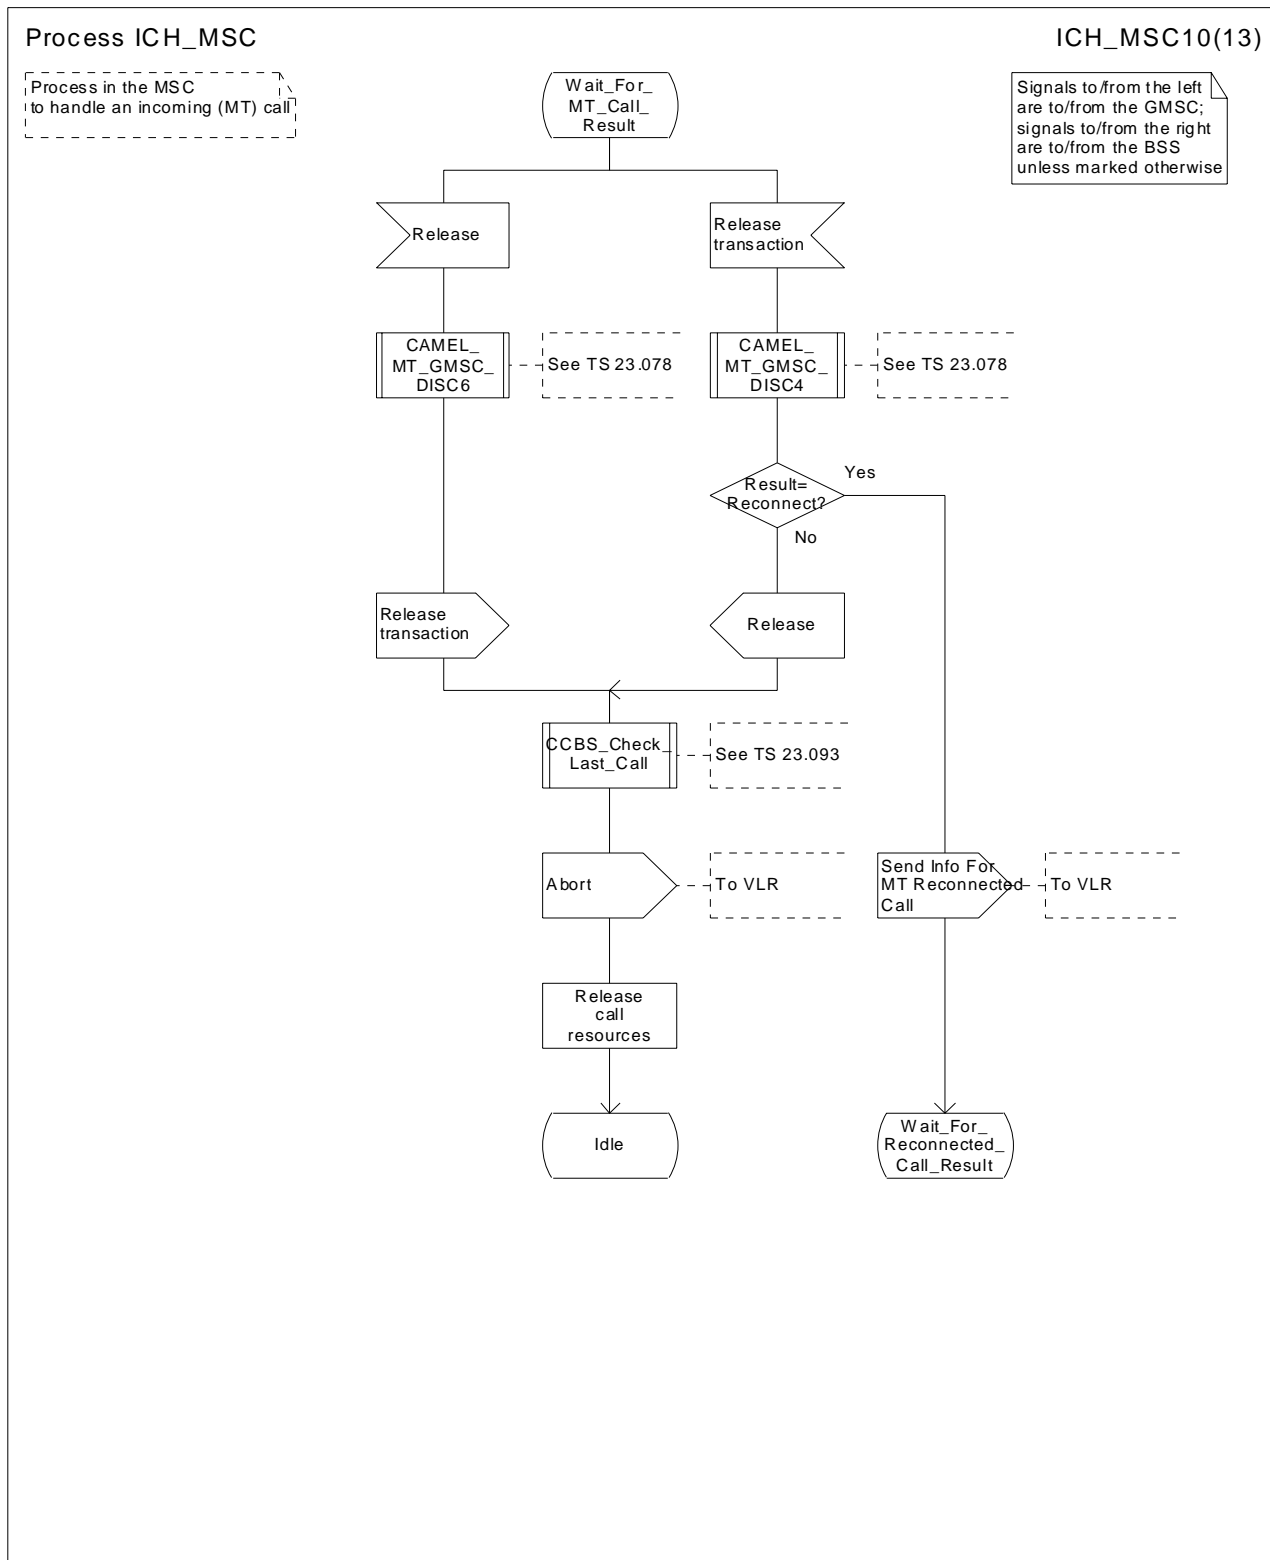 Process ICH_MSC
ICH_MSC10(13)
Process in the MSC
to handle an incoming (MT) call
Wait_For_
MT_Call_
Result
Signals to/from the left
are to/from the GMSC;
signals to/from the right
are to/from the BSS
unless marked otherwise
Release
Release
transaction
CAMEL_
MT_GMSC_
DISC6
See TS 23.078
CAMEL_
MT_GMSC_
DISC4
See TS 23.078
Result=
Reconnect?
Yes
No
Release
transaction
Release
CCBS_Check_
Last_Call
See TS 23.093
Abort
To VLR
Send Info For
MT Reconnected
Call
To VLR
Release
call
resources
Idle
Wait_For_
Reconnected_
Call_Result